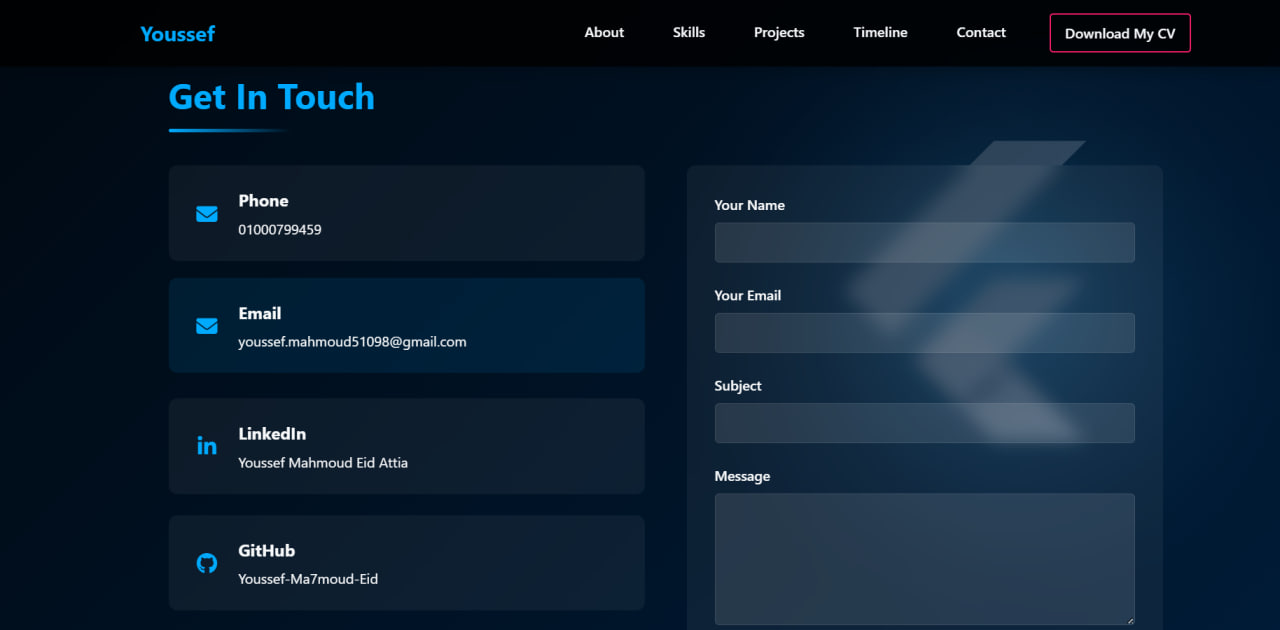 Youssef
About
Skills
Projects
Timeline
Contact
Download My CV
Get In Touch
Phone
01000799459
Email
youssef.mahmoud51098@gmail.com
LinkedIn
Youssef Mahmoud Eid Attia
GitHub
Youssef-Ma7moud-Eid
Your Name
Your Email
Subject
Message